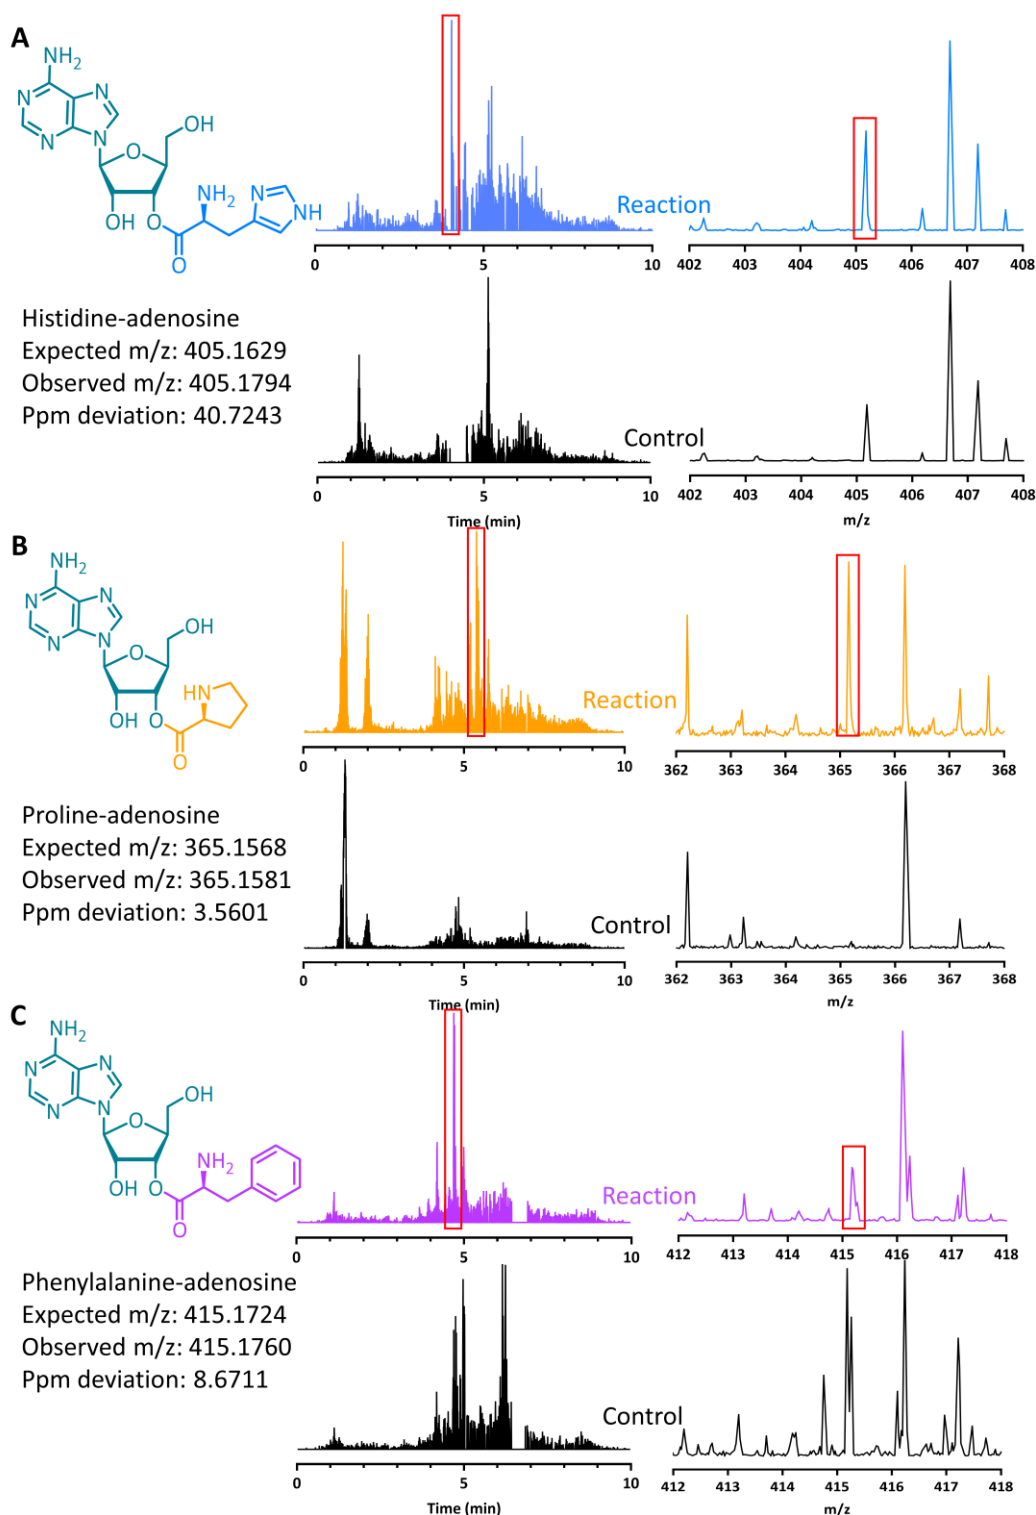 A
NH2
N
N
N
N
O
OH
OH
O
O
NH2
N
NH
Histidine-adenosine
Expected m/z: 405.1629
Observed m/z: 405.1794
Ppm deviation: 40.7243
Reaction
0 5 10
402 403 404 405 406 407 408
Control
0 5 10
Time (min)
402 403 404 405 406 407 408
m/z
B
NH2
N
N
N
N
O
OH
OH
O
O
HN
Proline-adenosine
Expected m/z: 365.1568
Observed m/z: 365.1581
Ppm deviation: 3.5601
Reaction
0 5 10
362 363 364 365 366 367 368
Control
0 5 10
Time (min)
362 363 364 365 366 367 368
m/z
C
NH2
N
N
N
N
O
OH
OH
O
O
NH2
Phenylalanine-adenosine
Expected m/z: 415.1724
Observed m/z: 415.1760
Ppm deviation: 8.6711
Reaction
0 5 10
412 413 414 415 416 417 418
Control
0 5 10
Time (min)
412 413 414 415 416 417 418
m/z